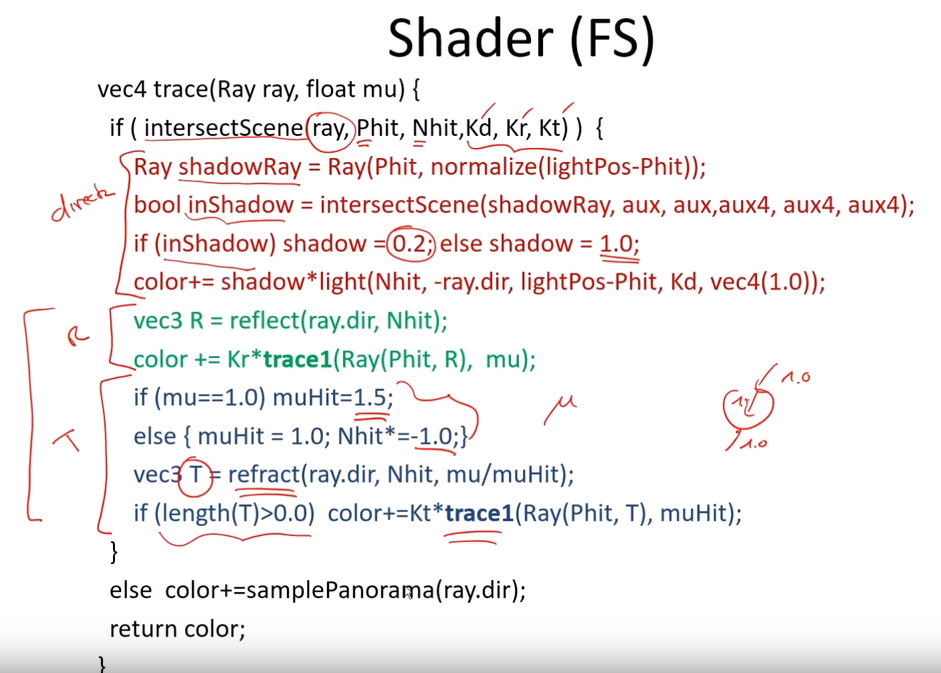 Shader (FS)
vec4 trace(Ray ray, float mu) {
if ( intersectScene(ray, Phit, Nhit,Kd, Kr, Kt) ) {
Ray shadowRay = Ray(Phit, normalize(lightPos-Phit));
direct
bool inShadow = intersectScene(shadowRay, aux, aux,aux4, aux4, aux4);
if (inShadow) shadow =0.2; else shadow = 1.0;
color+= shadow*light(Nhit, -ray.dir, lightPos-Phit, Kd, vec4(1.0));
vec3 R = reflect(ray.dir, Nhit);
R
color += Kr*trace1(Ray(Phit, R), mu);
1.0
if (mu==1.0) muHit=1.5;
μ
else { muHit = 1.0; Nhit*=-1.0;}
1.0
T
vec3 T = refract(ray.dir, Nhit, mu/muHit);
if (length(T)>0.0) color+=Kt*trace1(Ray(Phit, T), muHit);
}
else color+=samplePanorama(ray.dir);
return color;
}